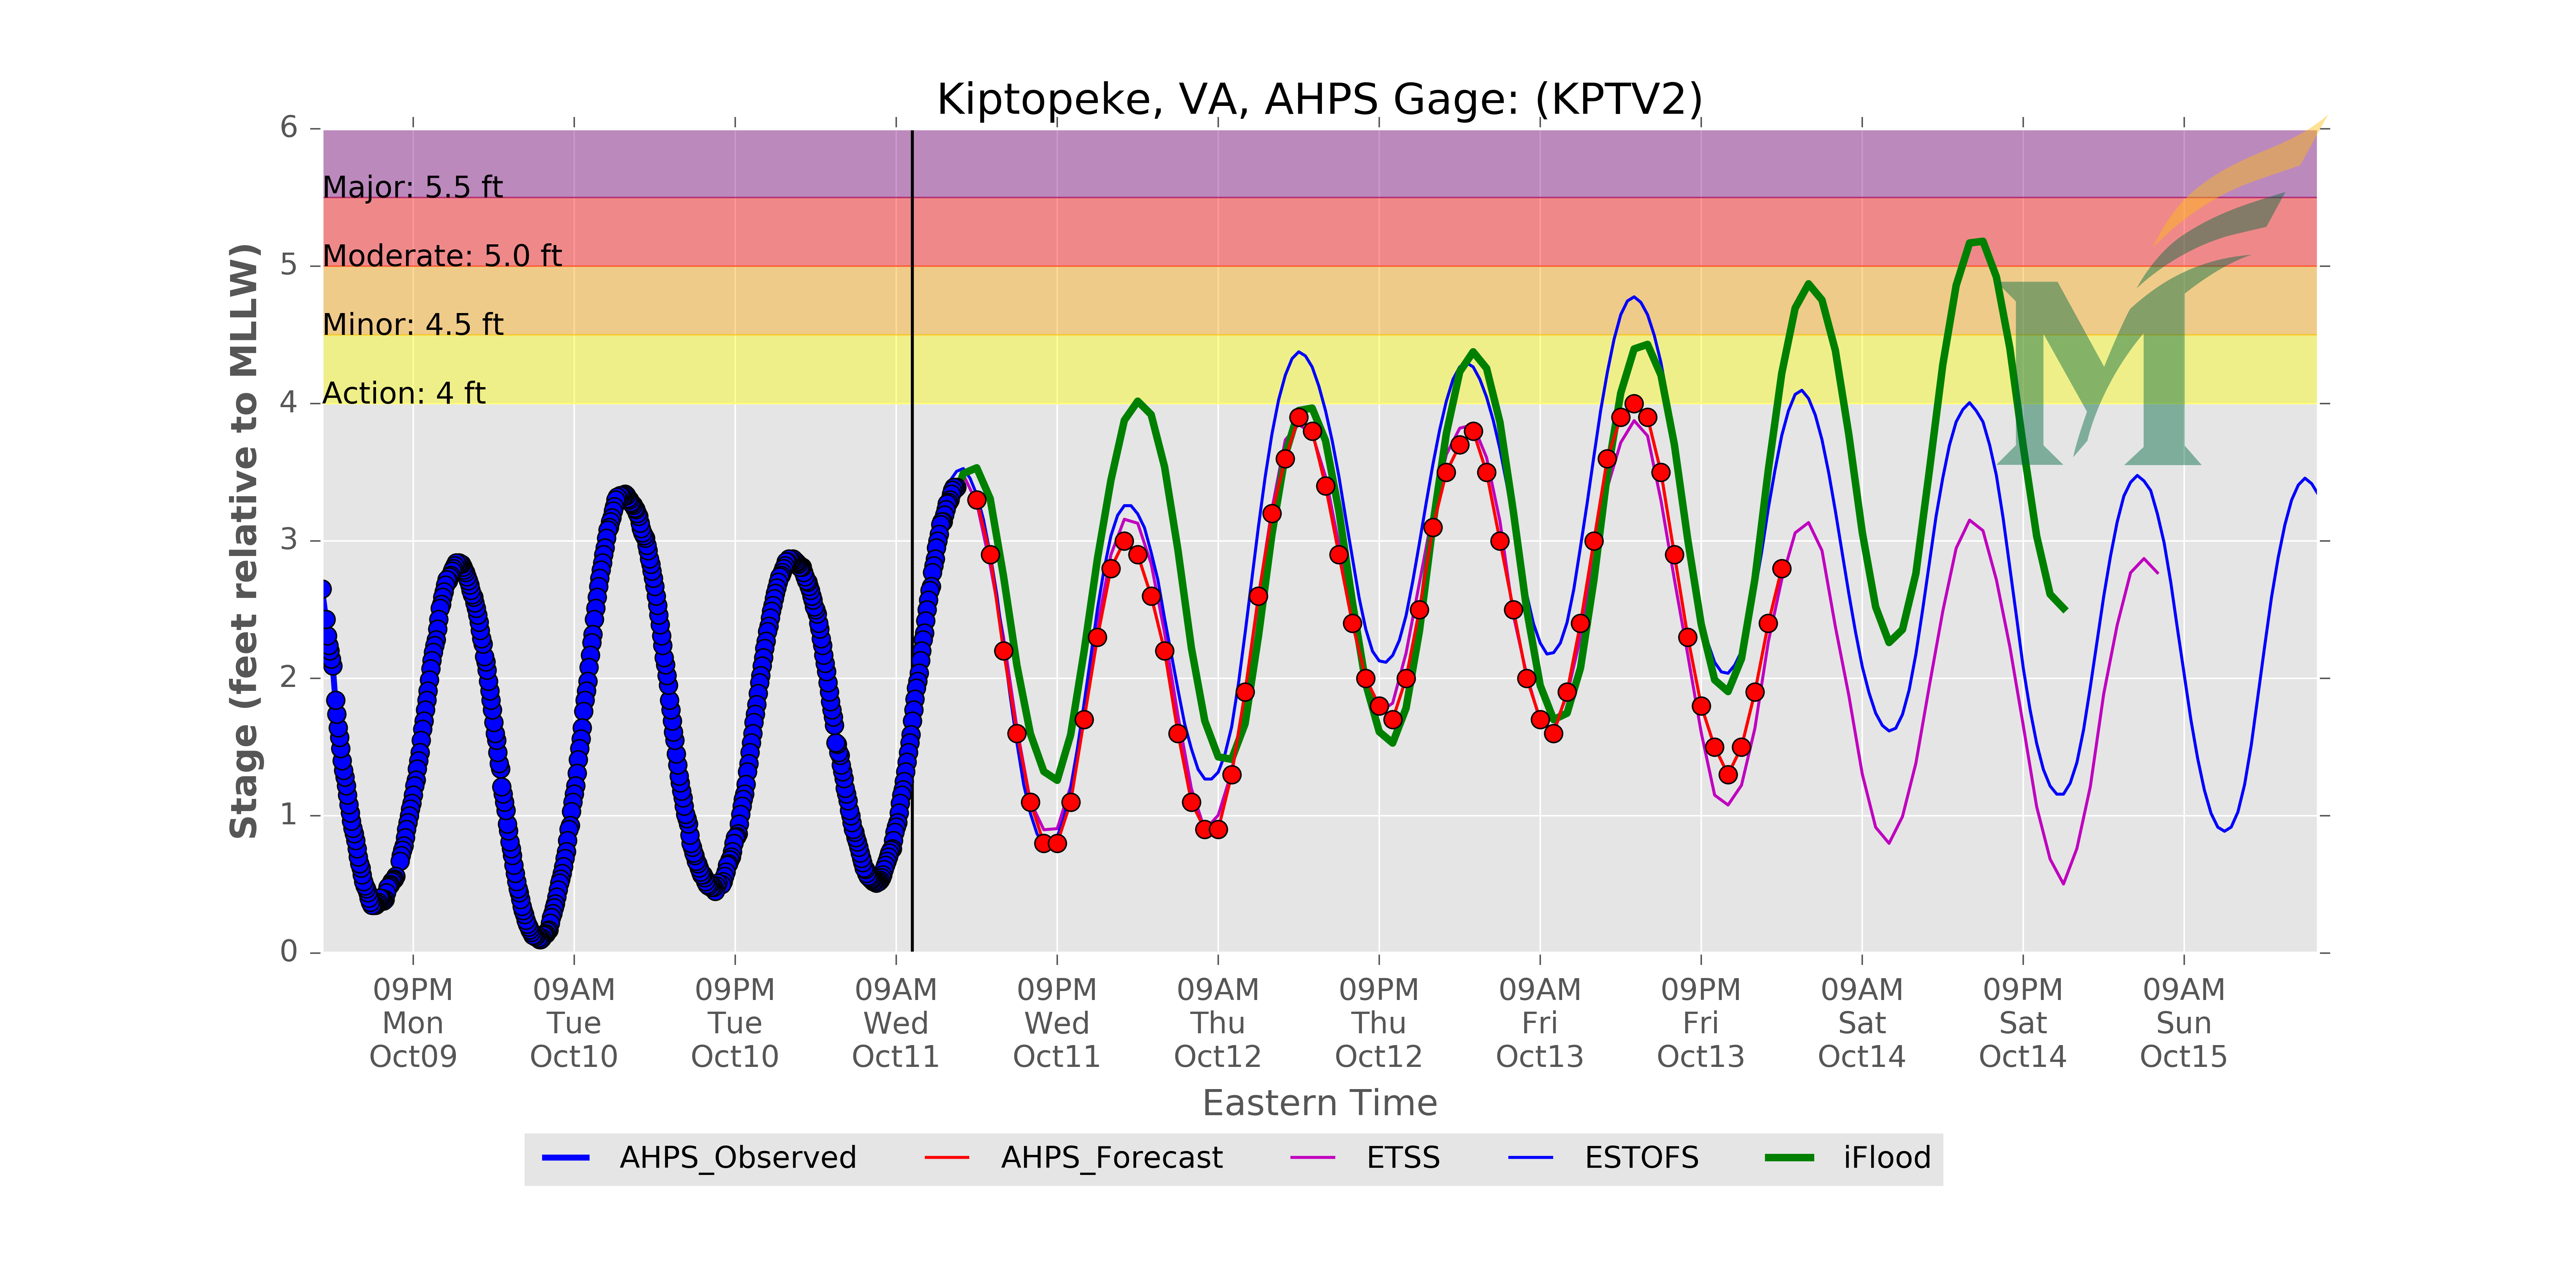 Kiptopeke, VA, AHPS Gage: (KPTV2)
6
Major: 5.5 ft
Moderate: 5.0 ft
5
Minor: 4.5 ft
Action: 4 ft
4
3
2
1
0
Stage (feet relative to MLLW)
M
09PM 09AM 09PM 09AM 09PM 09AM 09PM 09AM 09PM 09AM 09PM 09AM
Mon Tue Tue Wed Wed Thu Thu Fri Fri Sat Sat Sun
Oct09 Oct10 Oct10 Oct11 Oct11 Oct12 Oct12 Oct13 Oct13 Oct14 Oct14 Oct15
Eastern Time
AHPS_Observed AHPS_Forecast ETSS ESTOFS iFlood